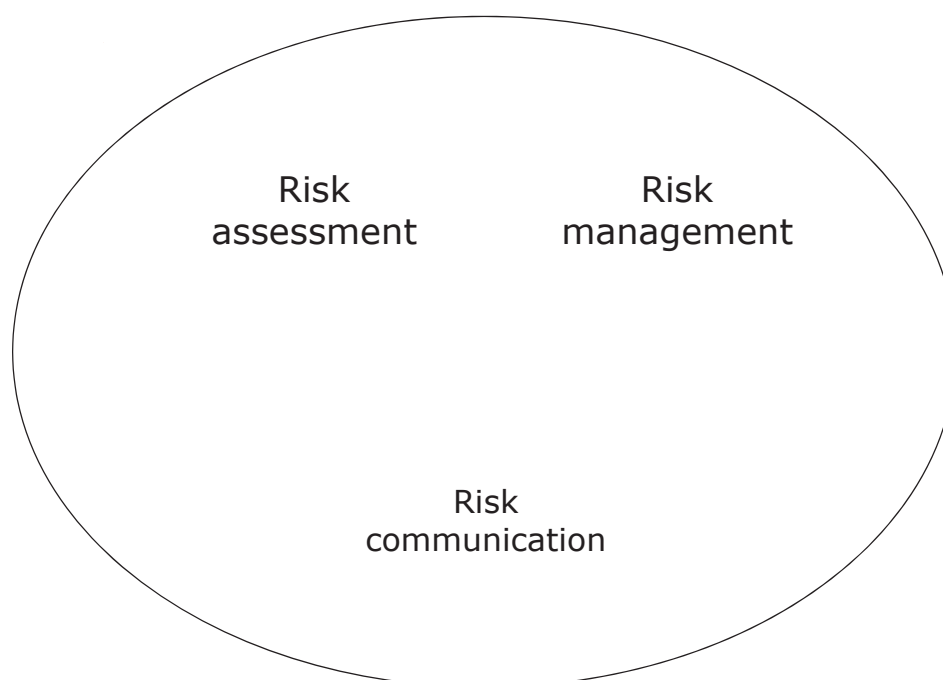 Risk
assessment
Risk
management
Risk
communication